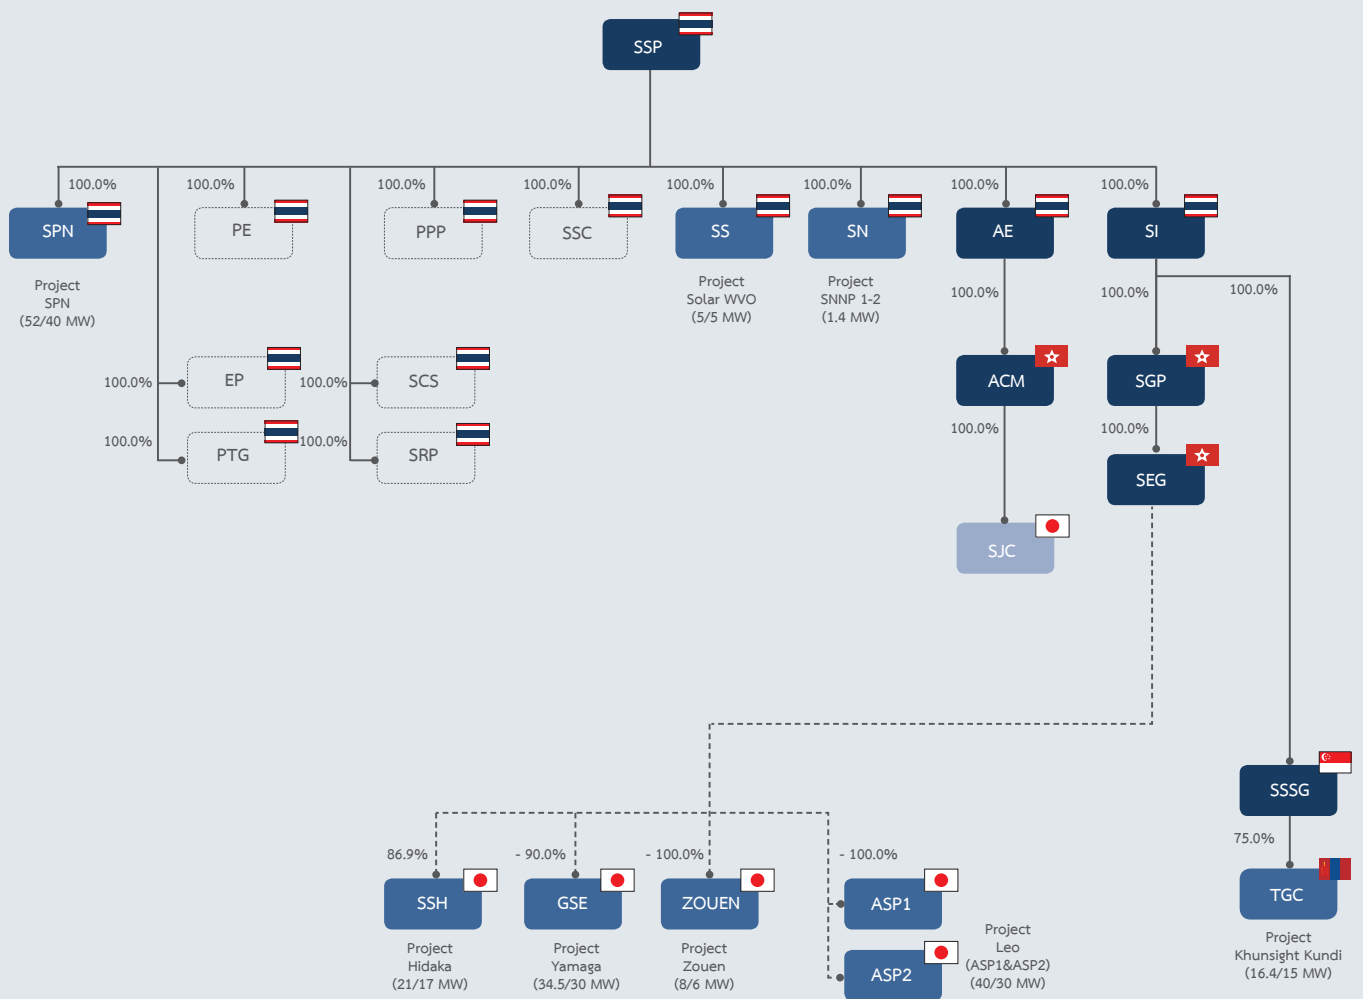 SSP
100.0%
100.0%
100.0%
100.0%
100.0%
100.0%
100.0%
100.0%
SPN
PE
PPP
SSC
SS
SN
AE
SI
Project
SPN
(52/40 MW)
Project
Solar WVO
(5/5 MW)
Project
SNNP 1-2
(1.4 MW)
100.0%
100.0%
100.0%
100.0%
EP
100.0%
SCS
ACM
SGP
100.0%
PTG
100.0%
SRP
100.0%
100.0%
SEG
SJC
SSSG
75.0%
TGC
Project
Khunsight Kundi
(16.4/15 MW)
86.9%
- 90.0%
- 100.0%
- 100.0%
SSH
GSE
ZOUEN
ASP1
Project
Hidaka
(21/17 MW)
Project
Yamaga
(34.5/30 MW)
Project
Zouen
(8/6 MW)
ASP2
Project
Leo
(ASP1&ASP2)
(40/30 MW)